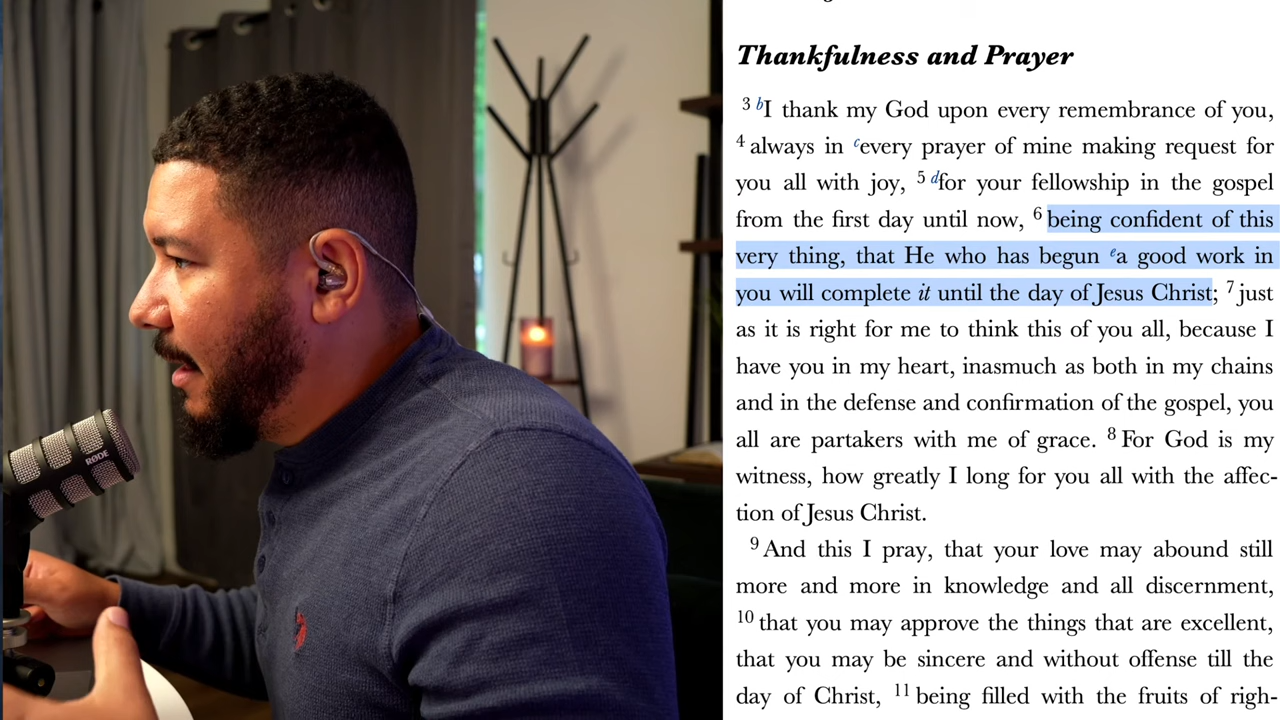 RØDE
Thankfulness and Prayer
3 b I thank my God upon every remembrance of you,
4 always in c every prayer of mine making request for
you all with joy, 5 d for your fellowship in the gospel
from the first day until now, 6 being confident of this
very thing, that He who has begun e a good work in
you will complete it until the day of Jesus Christ; 7 just
as it is right for me to think this of you all, because I
have you in my heart, inasmuch as both in my chains
and in the defense and confirmation of the gospel, you
all are partakers with me of grace. 8 For God is my
witness, how greatly I long for you all with the affec-
tion of Jesus Christ.
9 And this I pray, that your love may abound still
more and more in knowledge and all discernment,
10 that you may approve the things that are excellent,
that you may be sincere and without offense till the
day of Christ, 11 being filled with the fruits of righ-